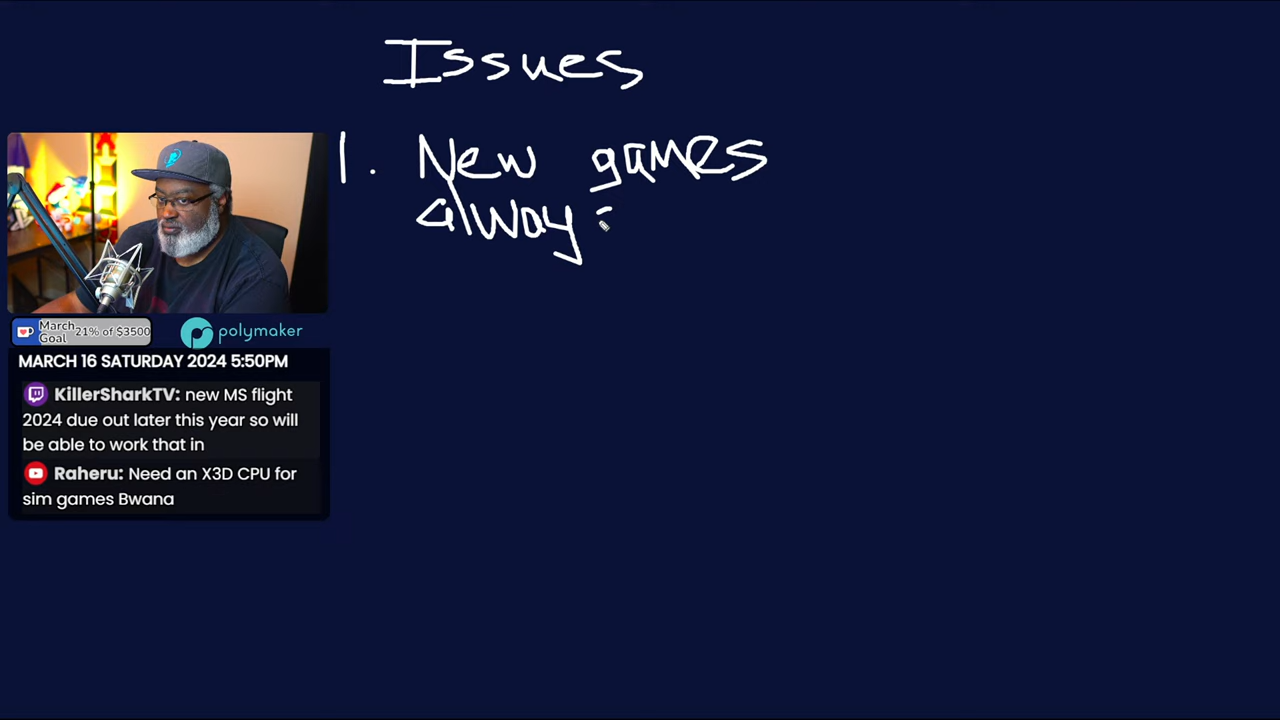 Issues
1. New games
alway
March
Goal
21% of $3500
polymaker
MARCH 16 SATURDAY 2024 5:50PM
KillerSharkTV: new MS flight
2024 due out later this year so will
be able to work that in
Raheru: Need an X3D CPU for
sim games Bwana